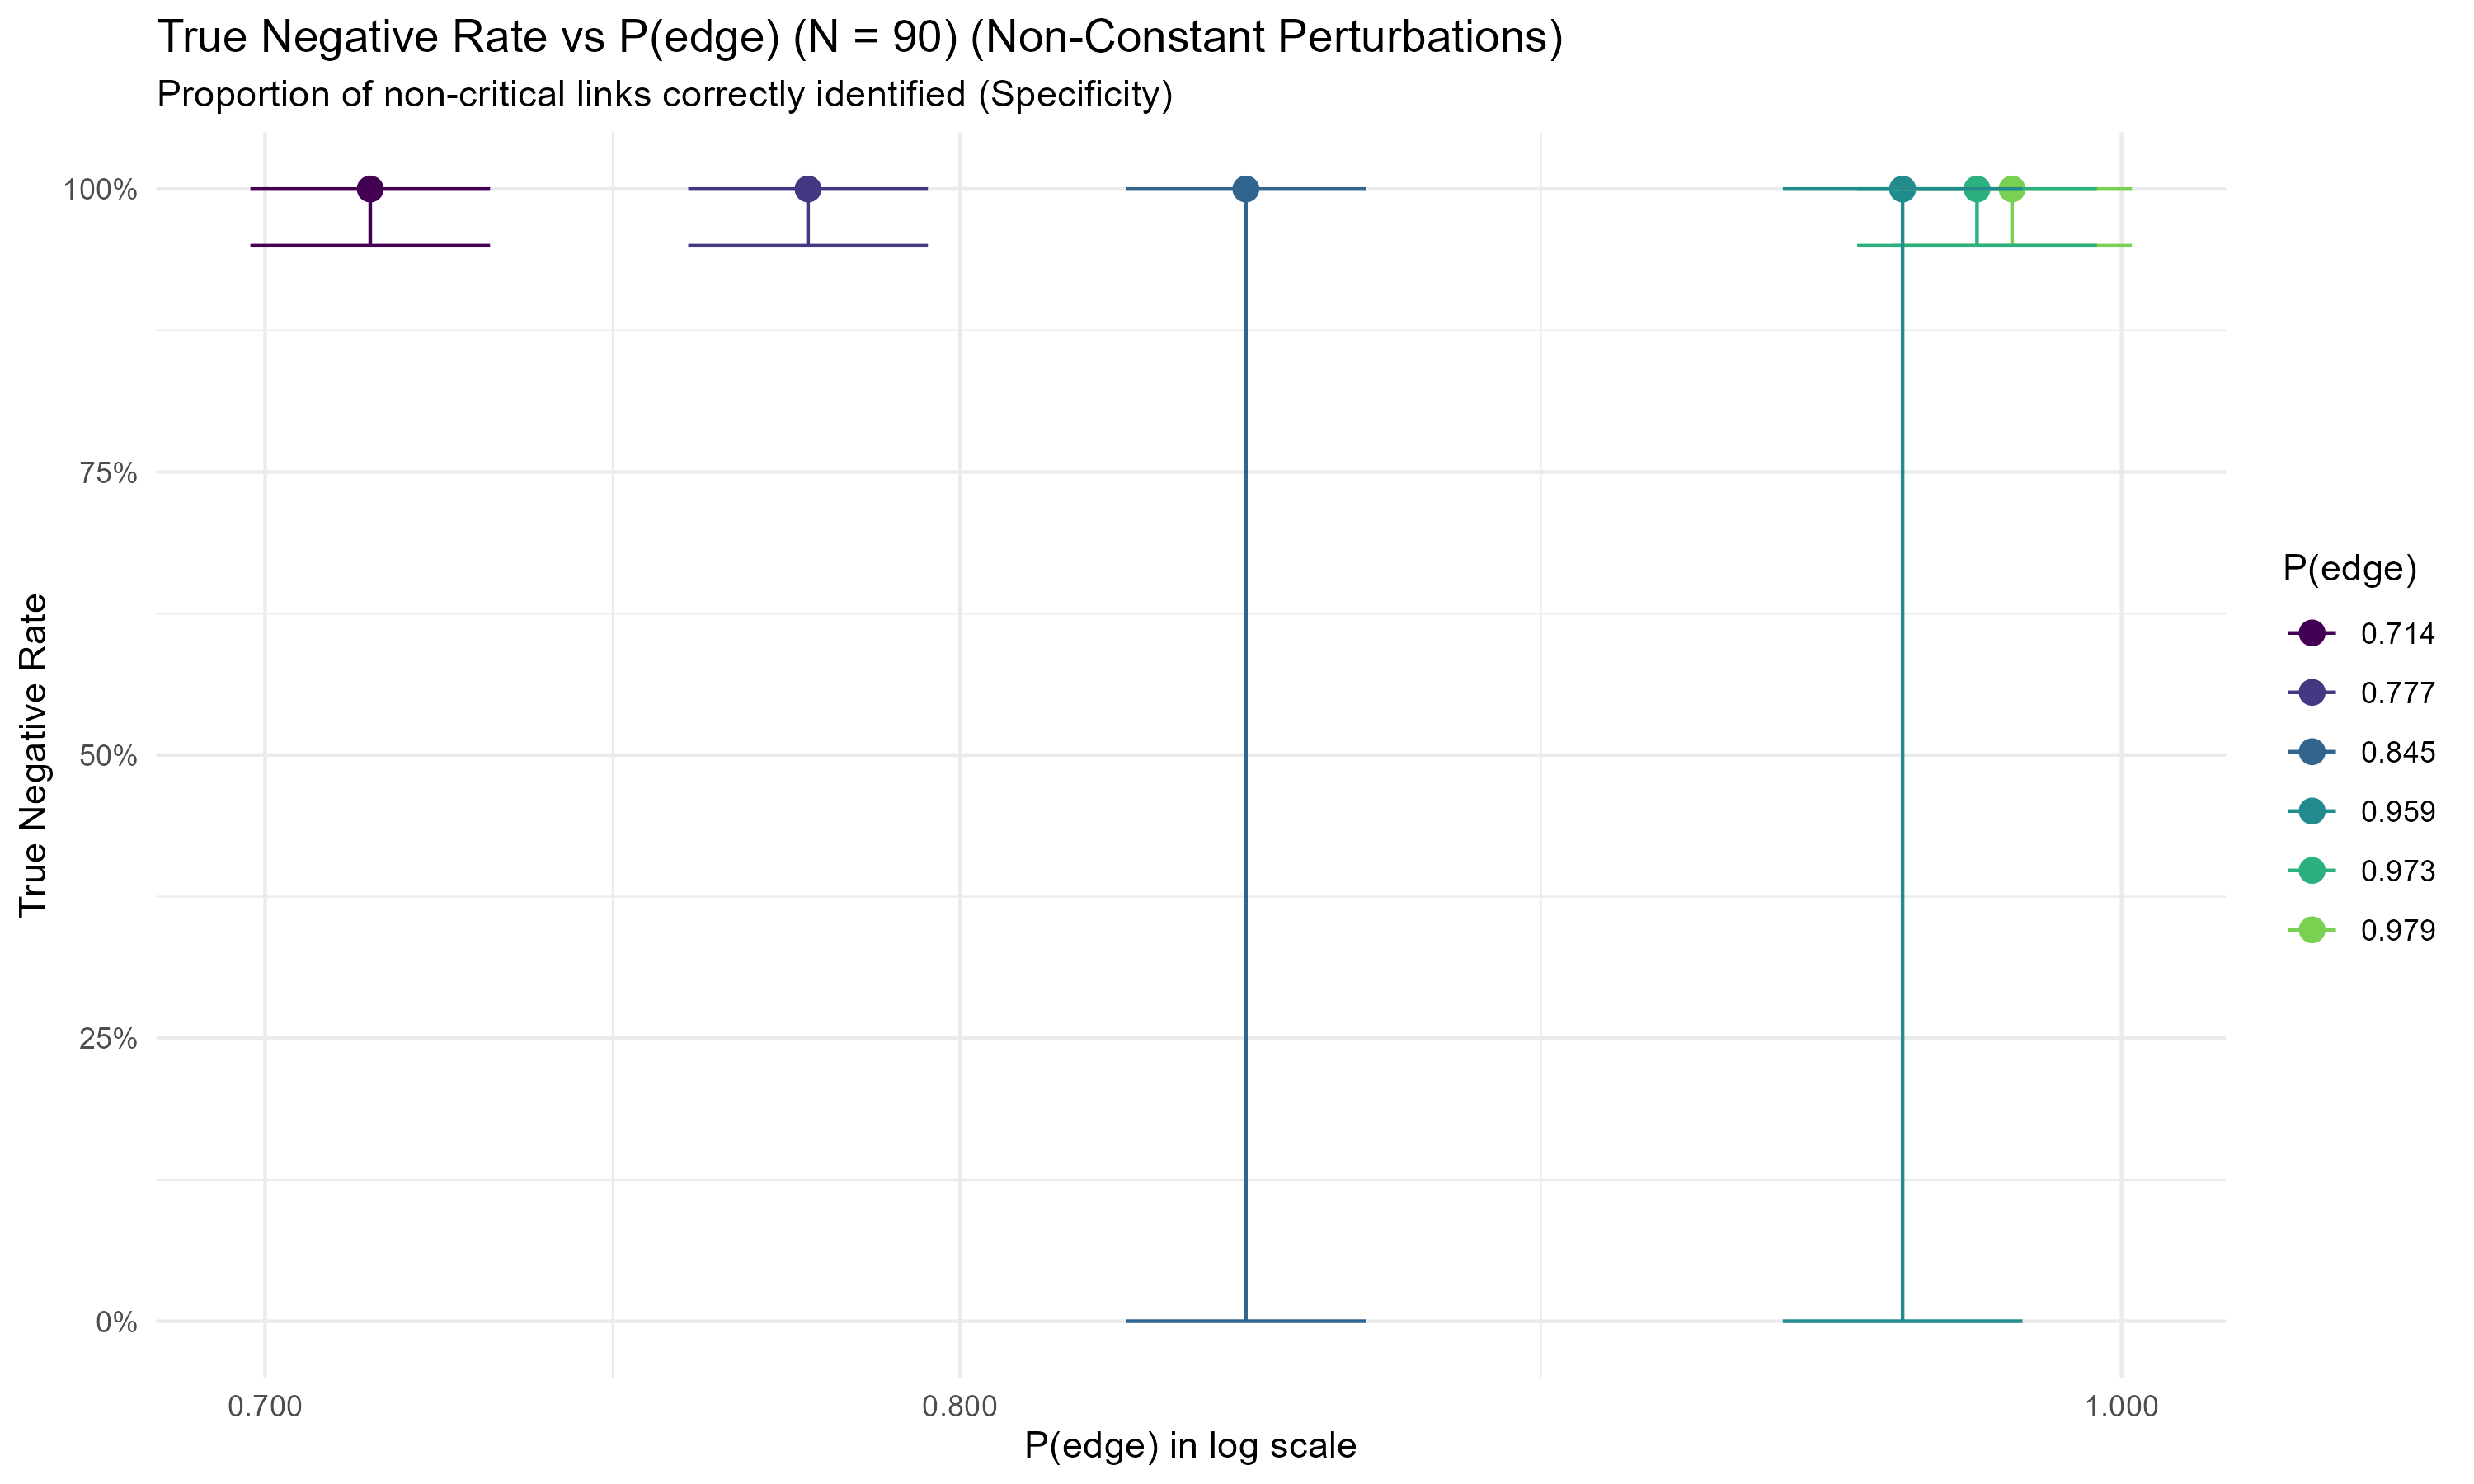 True Negative Rate vs P(edge) (N = 90) (Non-Constant Perturbations)
Proportion of non-critical links correctly identified (Specificity)
True Negative Rate
100%
75%
50%
25%
0%
0.700
0.800
1.000
P(edge) in log scale
P(edge)
0.714
0.777
0.845
0.959
0.973
0.979